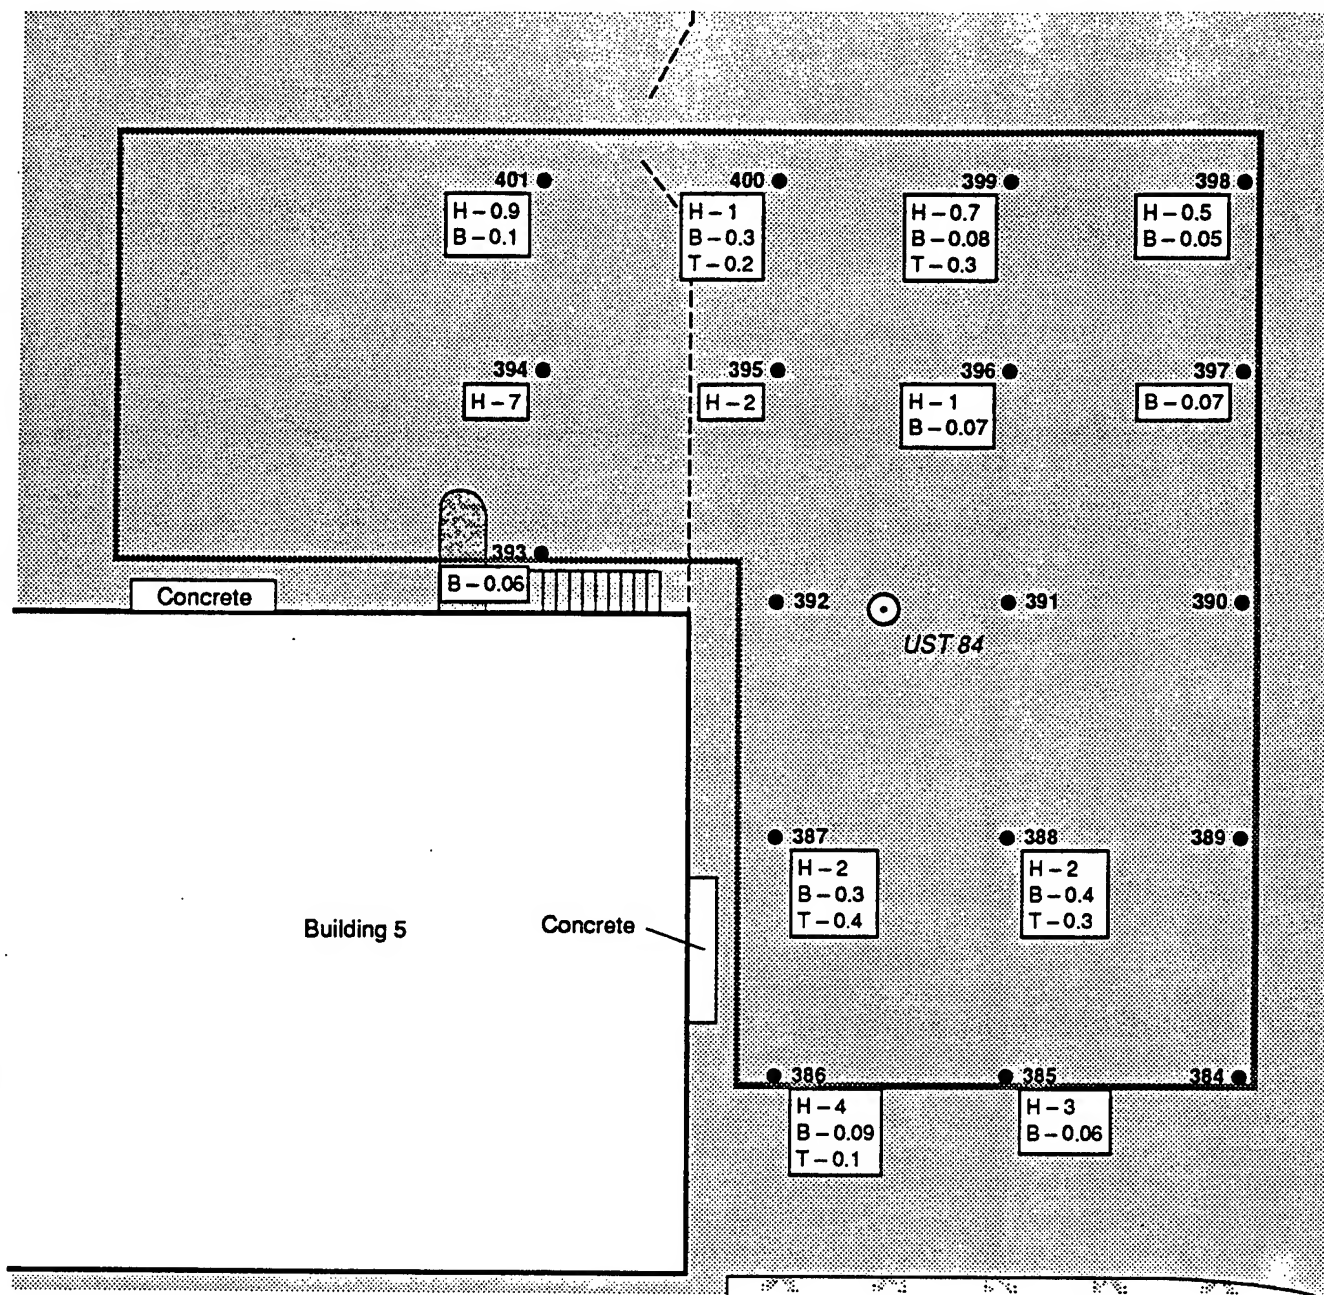 401
H – 0.9
B – 0.1
400
H – 1
B – 0.3
T – 0.2
399
H – 0.7
B – 0.08
T – 0.3
398
H – 0.5
B – 0.05
394
H – 7
395
H – 2
396
H – 1
B – 0.07
397
B – 0.07
393
B – 0.06
Concrete
392
391
390
UST 84
387
H – 2
B – 0.3
T – 0.4
388
H – 2
B – 0.4
T – 0.3
389
Building 5
Concrete
386
H – 4
B – 0.09
T – 0.1
385
H – 3
B – 0.06
384